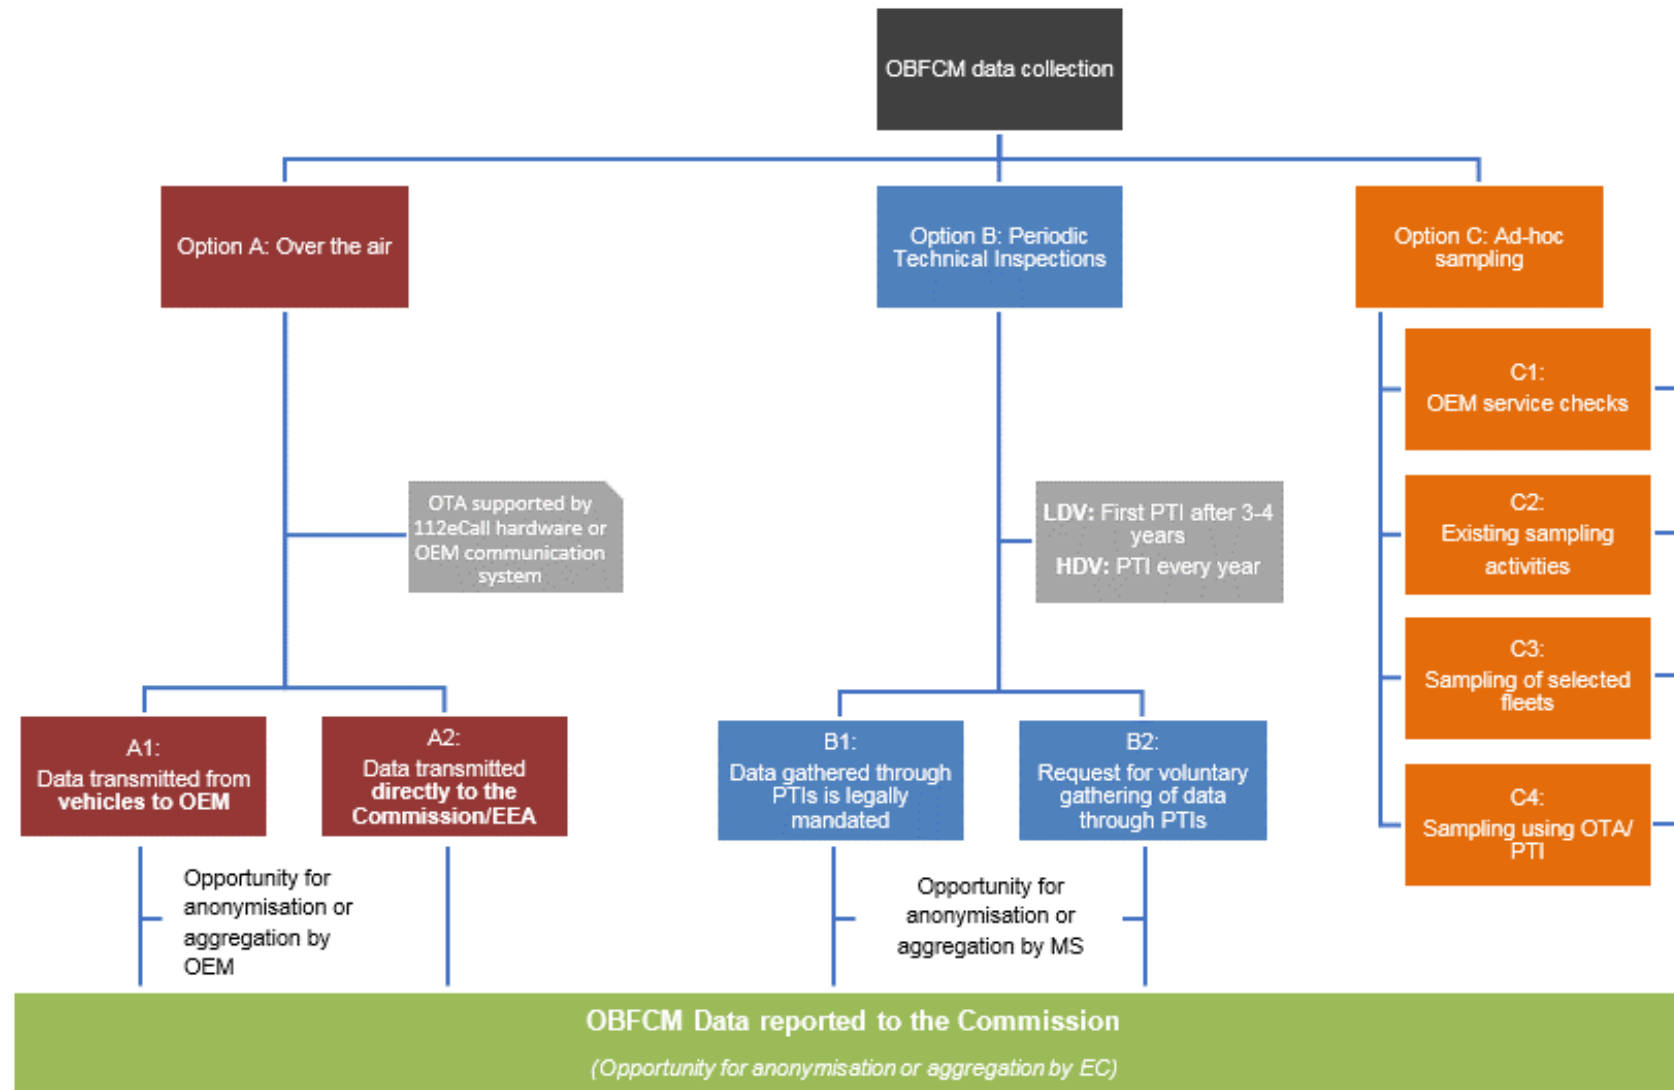 OBFCM data collection
Option A: Over the air
Option B: Periodic
Technical Inspections
Option C: Ad-hoc
sampling
C1:
OEM service checks
OTA supported by
112eCall hardware or
OEM communication
system
LDV: First PTI after 3-4
years
HDV: PTI every year
C2:
Existing sampling
activities
C3:
Sampling of selected
fleets
A1:
Data transmitted from
vehicles to OEM
A2:
Data transmitted
directly to the
Commission/EEA
B1:
Data gathered through
PTIs is legally
mandated
B2:
Request for voluntary
gathering of data
through PTIs
C4:
Sampling using OTA/
PTI
Opportunity for
anonymisation or
aggregation by
OEM
Opportunity for
anonymisation or
aggregation by MS
OBFCM Data reported to the Commission
(Opportunity for anonymisation or aggregation by EC)